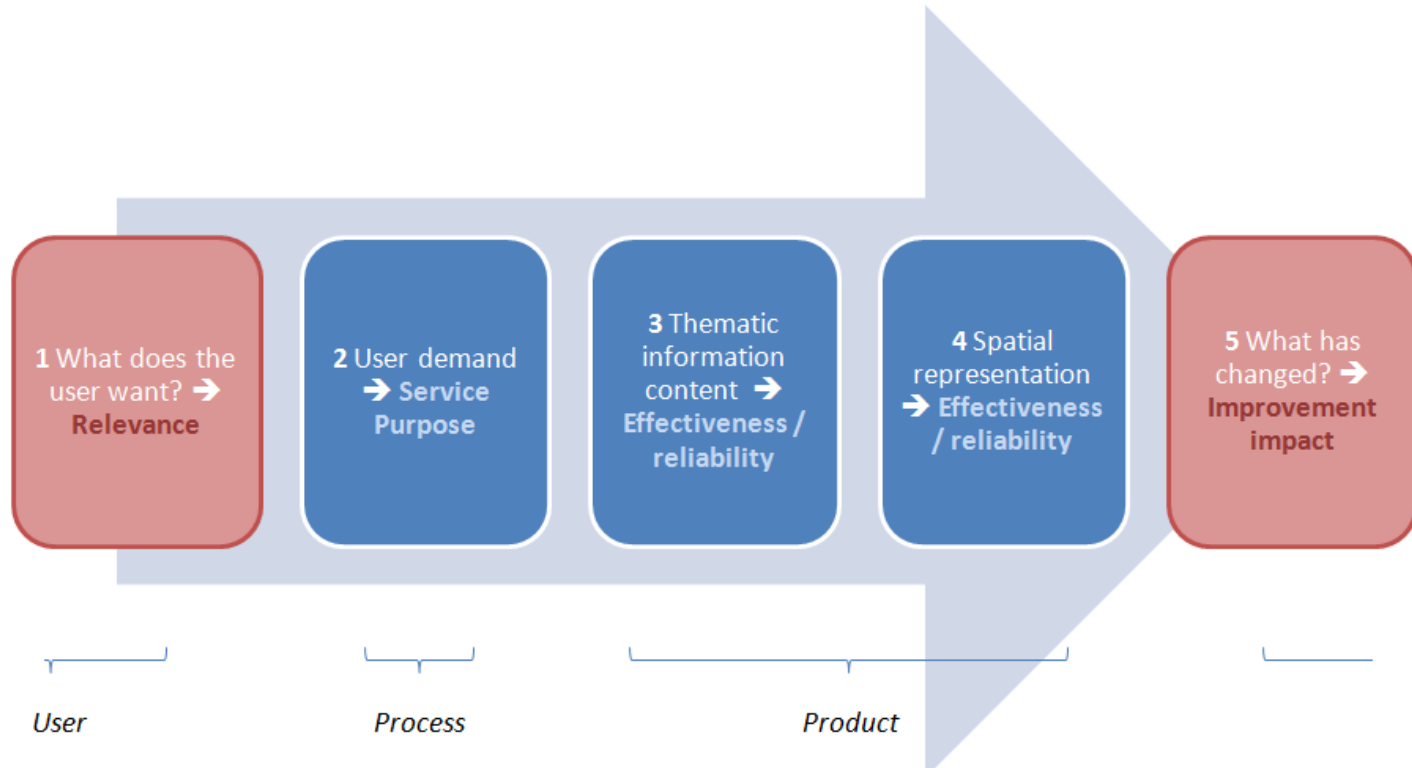 1 What does the
user want? ➔
Relevance
2 User demand
➔ Service
Purpose
3 Thematic
information
content ➔
Effectiveness /
reliability
4 Spatial
representation
➔ Effectiveness
/ reliability
5 What has
changed? ➔
Improvement
impact
User
Process
Product